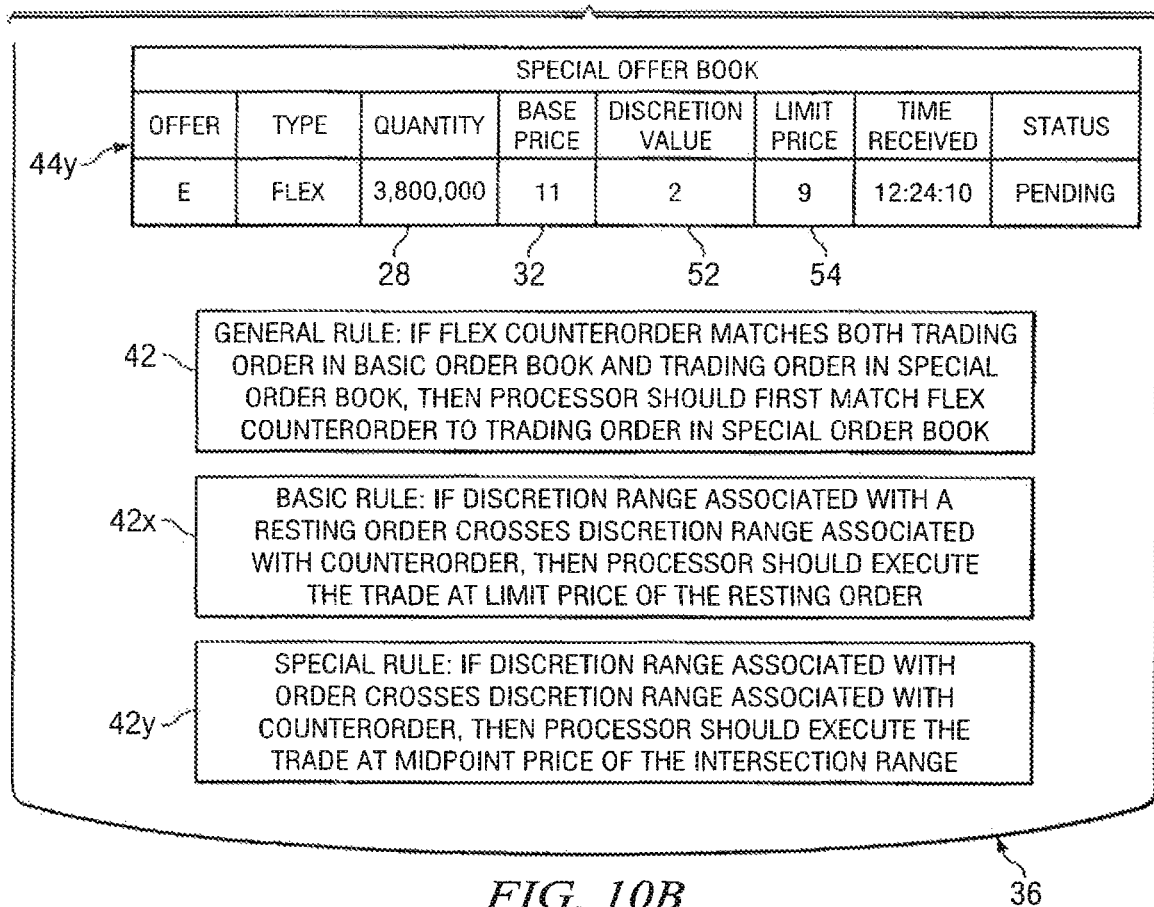 SPECIAL OFFER BOOK
OFFER TYPE QUANTITY BASE PRICE DISCRETION VALUE LIMIT PRICE TIME RECEIVED STATUS
44y E FLEX 3,800,000 11 2 9 12:24:10 PENDING
28 32 52 54
42 GENERAL RULE: IF FLEX COUNTERORDER MATCHES BOTH TRADING
ORDER IN BASIC ORDER BOOK AND TRADING ORDER IN SPECIAL
ORDER BOOK, THEN PROCESSOR SHOULD FIRST MATCH FLEX
COUNTERORDER TO TRADING ORDER IN SPECIAL ORDER BOOK
42x BASIC RULE: IF DISCRETION RANGE ASSOCIATED WITH A
RESTING ORDER CROSSES DISCRETION RANGE ASSOCIATED
WITH COUNTERORDER, THEN PROCESSOR SHOULD EXECUTE
THE TRADE AT LIMIT PRICE OF THE RESTING ORDER
42y SPECIAL RULE: IF DISCRETION RANGE ASSOCIATED WITH
ORDER CROSSES DISCRETION RANGE ASSOCIATED WITH
COUNTERORDER, THEN PROCESSOR SHOULD EXECUTE THE
TRADE AT MIDPOINT PRICE OF THE INTERSECTION RANGE
36
FIG. 10B